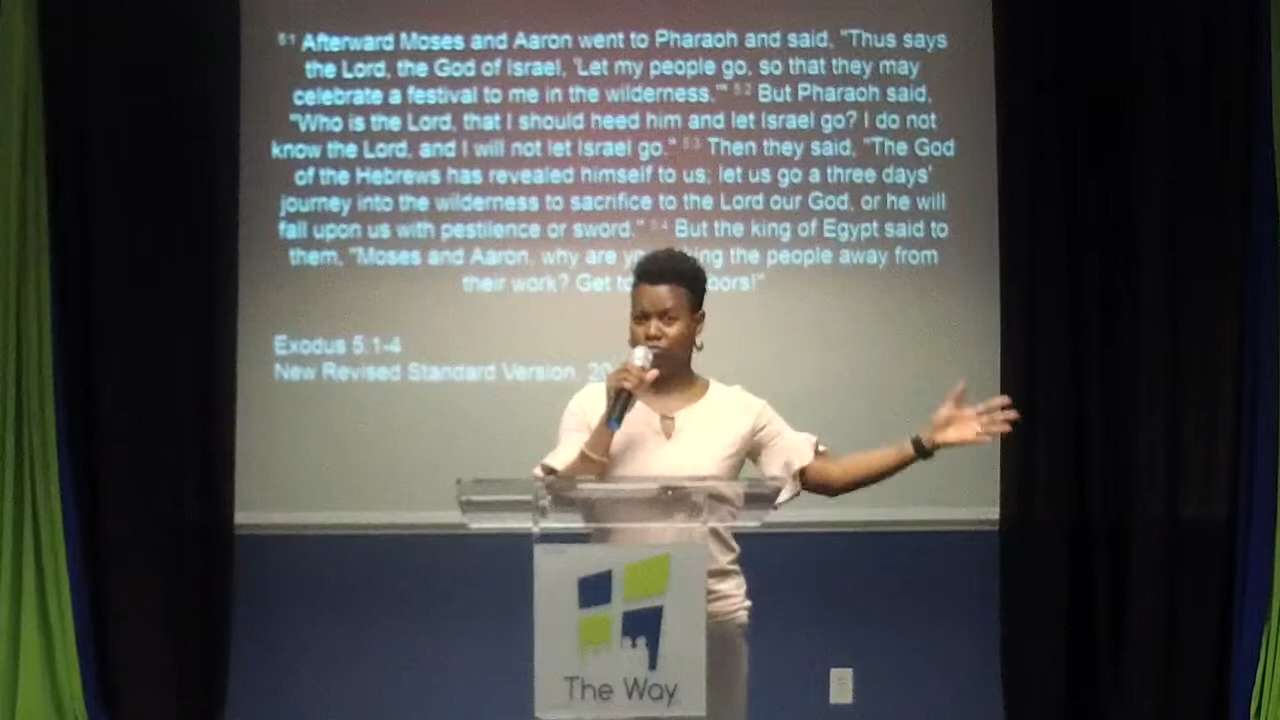 5:1 Afterward Moses and Aaron went to Pharaoh and said, "Thus says
the Lord, the God of Israel, 'Let my people go, so that they may
celebrate a festival to me in the wilderness.'" 5:2 But Pharaoh said,
"Who is the Lord, that I should heed him and let Israel go? I do not
know the Lord, and I will not let Israel go." 5:3 Then they said, "The God
of the Hebrews has revealed himself to us; let us go a three days'
journey into the wilderness to sacrifice to the Lord our God, or he will
fall upon us with pestilence or sword." 5:4 But the king of Egypt said to
them, "Moses and Aaron, why are the people away from
their work? Get
Exodus 5:1-4
New Revised Standard Version
The Way